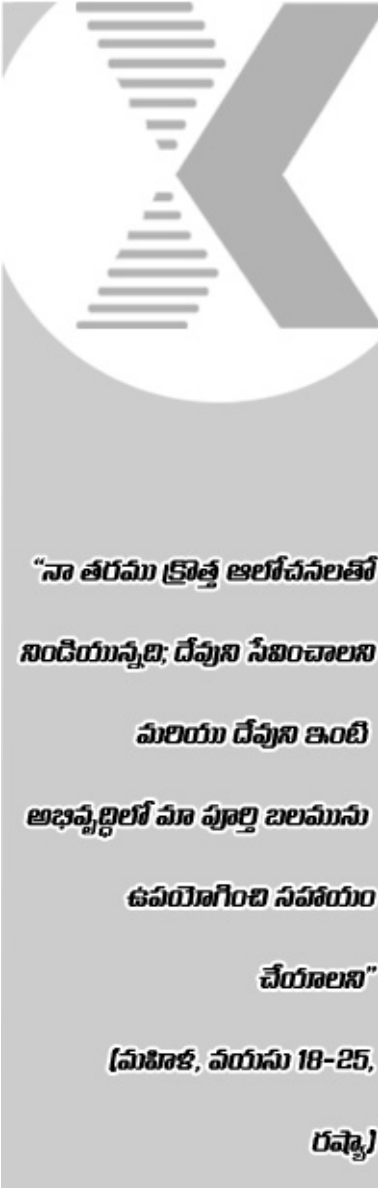 “నా తరము క్రొత్త ఆలోచనలతో
నిండియున్నది; దేవుని సేవించాలని
మరియు దేవుని ఇంటి
అభివృద్ధిలో మా పూర్తి బలమును
ఉపయోగించి సహాయం
చేయాలని”
(మహిళ, వయసు 18-25,
రష్యా)